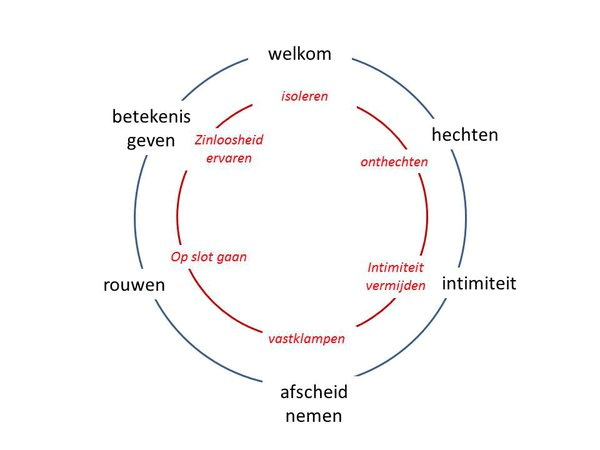 welkom
isoleren
betekenis
geven
Zinloosheid
ervaren
hechten
onthechten
Op slot gaan
Intimiteit
vermijden
rouwen
intimiteit
vastklampen
afscheid
nemen